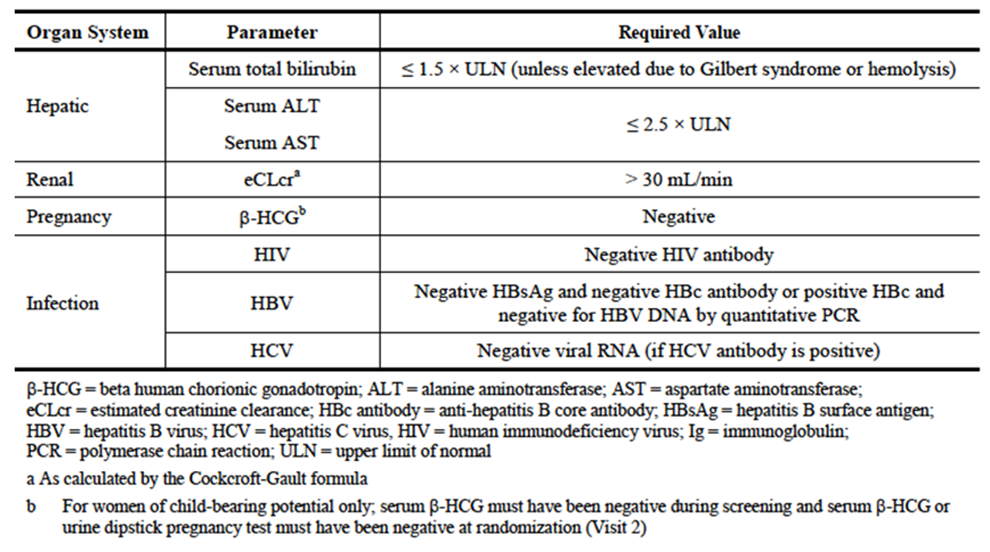 Organ System Parameter Required Value
Hepatic
Serum total bilirubin ≤ 1.5 × ULN (unless elevated due to Gilbert syndrome or hemolysis)
Serum ALT
Serum AST
≤ 2.5 × ULN
Renal eCLcrᵃ > 30 mL/min
Pregnancy β-HCGᵇ Negative
Infection
HIV Negative HIV antibody
HBV
Negative HBsAg and negative HBc antibody or positive HBc and
negative for HBV DNA by quantitative PCR
HCV Negative viral RNA (if HCV antibody is positive)
β-HCG = beta human chorionic gonadotropin; ALT = alanine aminotransferase; AST = aspartate aminotransferase;
eCLcr = estimated creatinine clearance; HBc antibody = anti-hepatitis B core antibody; HBsAg = hepatitis B surface antigen;
HBV = hepatitis B virus; HCV = hepatitis C virus, HIV = human immunodeficiency virus; Ig = immunoglobulin;
PCR = polymerase chain reaction; ULN = upper limit of normal
a As calculated by the Cockcroft-Gault formula
b For women of child-bearing potential only; serum β-HCG must have been negative during screening and serum β-HCG or
urine dipstick pregnancy test must have been negative at randomization (Visit 2)